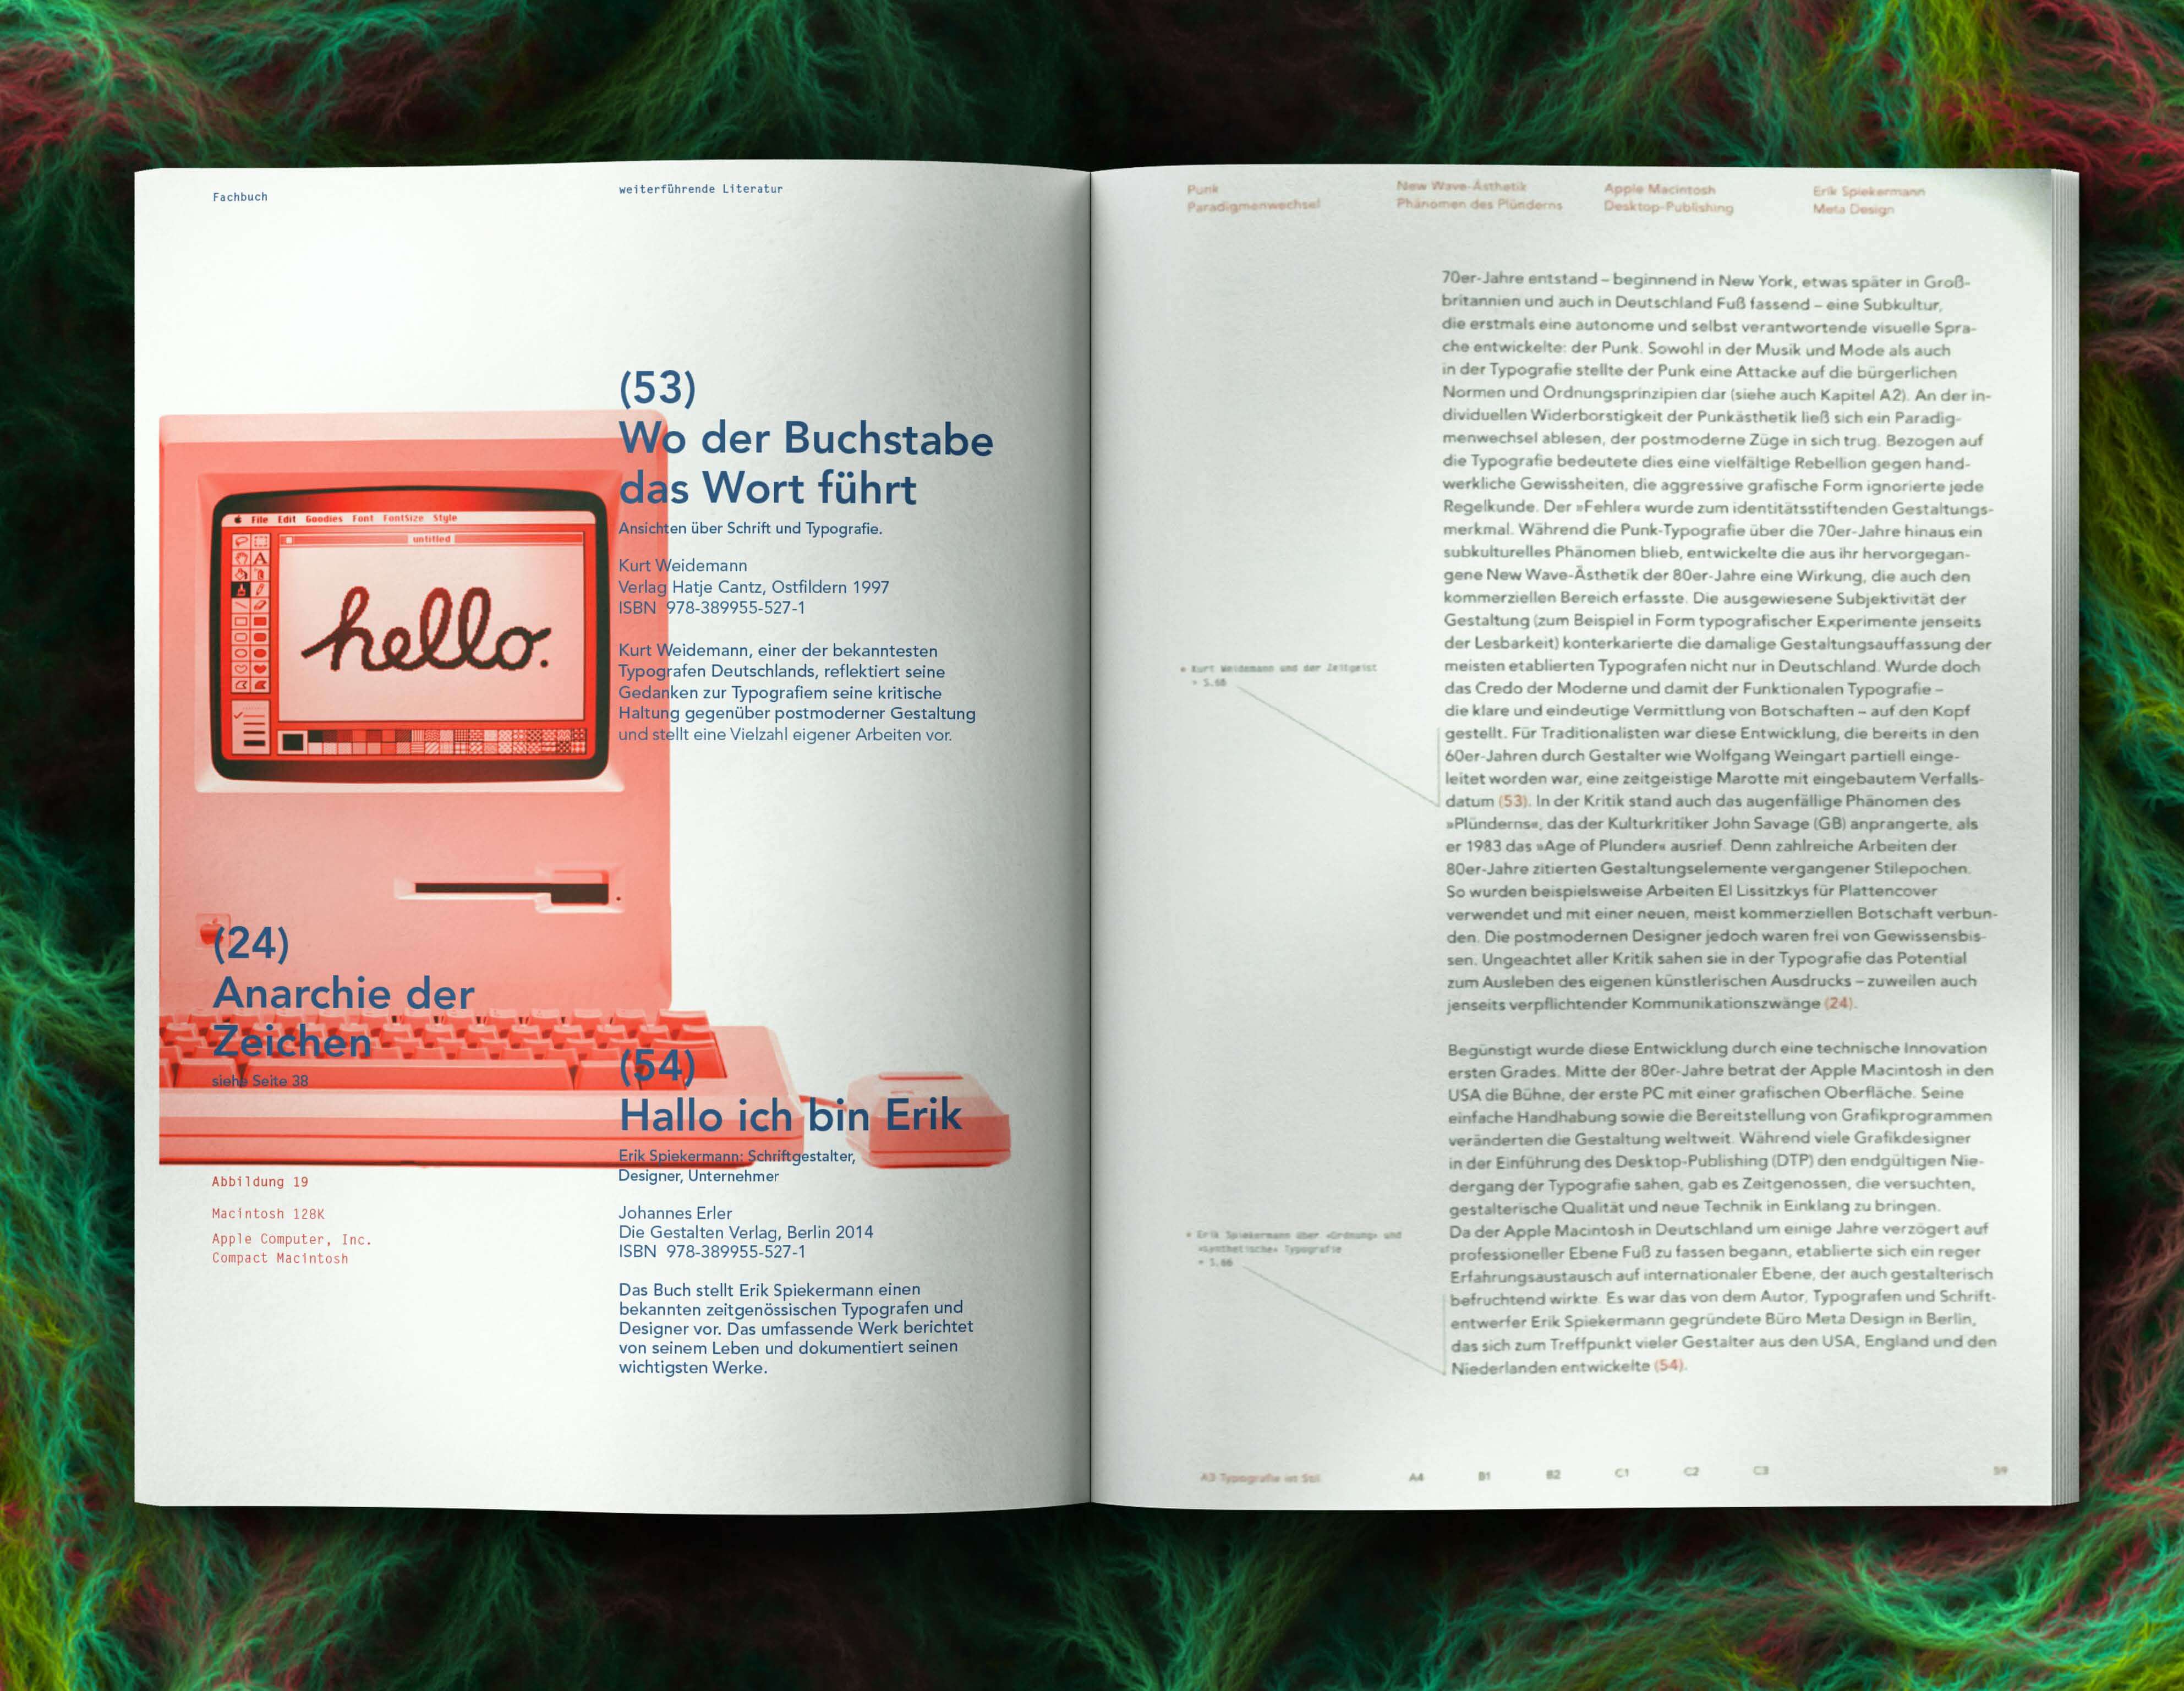 Fachbuch
weiterführende Literatur
File Edit Goodies Font FontSize Style
untitled
A
hello.
(53)
Wo der Buchstabe
das Wort führt
Ansichten über Schrift und Typografie.
Kurt Weidemann
Verlag Hatje Cantz, Ostfildern 1997
ISBN 978-389955-527-1
Kurt Weidemann, einer der bekanntesten
Typografen Deutschlands, reflektiert seine
Gedanken zur Typografiem seine kritische
Haltung gegenüber postmoderner Gestaltung
und stellt eine Vielzahl eigener Arbeiten vor.
(24)
Anarchie der
Zeichen
siehe Seite 38
Abbildung 19
Macintosh 128K
Apple Computer, Inc.
Compact Macintosh
(54)
Hallo ich bin Erik
Erik Spiekermann: Schriftgestalter,
Designer, Unternehmer
Johannes Erler
Die Gestalten Verlag, Berlin 2014
ISBN 978-389955-527-1
Das Buch stellt Erik Spiekermann einen
bekannten zeitgenössischen Typografen und
Designer vor. Das umfassende Werk berichtet
von seinem Leben und dokumentiert seinen
wichtigsten Werke.
Punk
Paradigmenwechsel
New Wave-Ästhetik
Phänomen des Plünderns
Apple Macintosh
Desktop-Publishing
Erik Spiekermann
Meta Design
70er-Jahre entstand – beginnend in New York, etwas später in Groß-
britannien und auch in Deutschland Fuß fassend – eine Subkultur,
die erstmals eine autonome und selbst verantwortende visuelle Spra-
che entwickelte: der Punk. Sowohl in der Musik und Mode als auch
in der Typografie stellte der Punk eine Attacke auf die bürgerlichen
Normen und Ordnungsprinzipien dar (siehe auch Kapitel A2). An der in-
dividuellen Widerborstigkeit der Punkästhetik ließ sich ein Paradig-
menwechsel ablesen, der postmoderne Züge in sich trug. Bezogen auf
die Typografie bedeutete dies eine vielfältige Rebellion gegen hand-
werkliche Gewissheiten, die aggressive grafische Form ignorierte jede
Regelkunde. Der »Fehler« wurde zum identitätsstiftenden Gestaltungs-
merkmal. Während die Punk-Typografie über die 70er-Jahre hinaus ein
subkulturelles Phänomen blieb, entwickelte die aus ihr hervorgegan-
gene New Wave-Ästhetik der 80er-Jahre eine Wirkung, die auch den
kommerziellen Bereich erfasste. Die ausgewiesene Subjektivität der
Gestaltung (zum Beispiel in Form typografischer Experimente jenseits
der Lesbarkeit) konterkarierte die damalige Gestaltungsauffassung der
meisten etablierten Typografen nicht nur in Deutschland. Wurde doch
das Credo der Moderne und damit der Funktionalen Typografie –
die klare und eindeutige Vermittlung von Botschaften – auf den Kopf
gestellt. Für Traditionalisten war diese Entwicklung, die bereits in den
60er-Jahren durch Gestalter wie Wolfgang Weingart partiell einge-
leitet worden war, eine zeitgeistige Marotte mit eingebautem Verfalls-
datum (53). In der Kritik stand auch das augenfällige Phänomen des
»Plünderns«, das der Kulturkritiker John Savage (GB) anprangerte, als
er 1983 das »Age of Plunder« ausrief. Denn zahlreiche Arbeiten der
80er-Jahre zitierten Gestaltungselemente vergangener Stilepochen.
So wurden beispielsweise Arbeiten El Lissitzkys für Plattencover
verwendet und mit einer neuen, meist kommerziellen Botschaft verbun-
den. Die postmodernen Designer jedoch waren frei von Gewissensbis-
sen. Ungeachtet aller Kritik sahen sie in der Typografie das Potential
zum Ausleben des eigenen künstlerischen Ausdrucks – zuweilen auch
jenseits verpflichtender Kommunikationszwänge (24).
Kurt Weidemann und der Zeitgeist
Begünstigt wurde diese Entwicklung durch eine technische Innovation
ersten Grades. Mitte der 80er-Jahre betrat der Apple Macintosh in den
USA die Bühne, der erste PC mit einer grafischen Oberfläche. Seine
einfache Handhabung sowie die Bereitstellung von Grafikprogrammen
veränderten die Gestaltung weltweit. Während viele Grafikdesigner
in der Einführung des Desktop-Publishing (DTP) den endgültigen Nie-
dergang der Typografie sahen, gab es Zeitgenossen, die versuchten,
gestalterische Qualität und neue Technik in Einklang zu bringen.
Da der Apple Macintosh in Deutschland um einige Jahre verzögert auf
professioneller Ebene Fuß zu fassen begann, etablierte sich ein reger
Erfahrungsaustausch auf internationaler Ebene, der auch gestalterisch
befruchtend wirkte. Es war das von dem Autor, Typografen und Schrift-
entwerfer Erik Spiekermann gegründete Büro Meta Design in Berlin,
das sich zum Treffpunkt vieler Gestalter aus den USA, England und den
Niederlanden entwickelte (54).
Erik Spiekermann über »Ordnung« und
»synthetische« Typografie
A3 Typografie ist Stil A4 B1 B2 C1 C2 C3 59